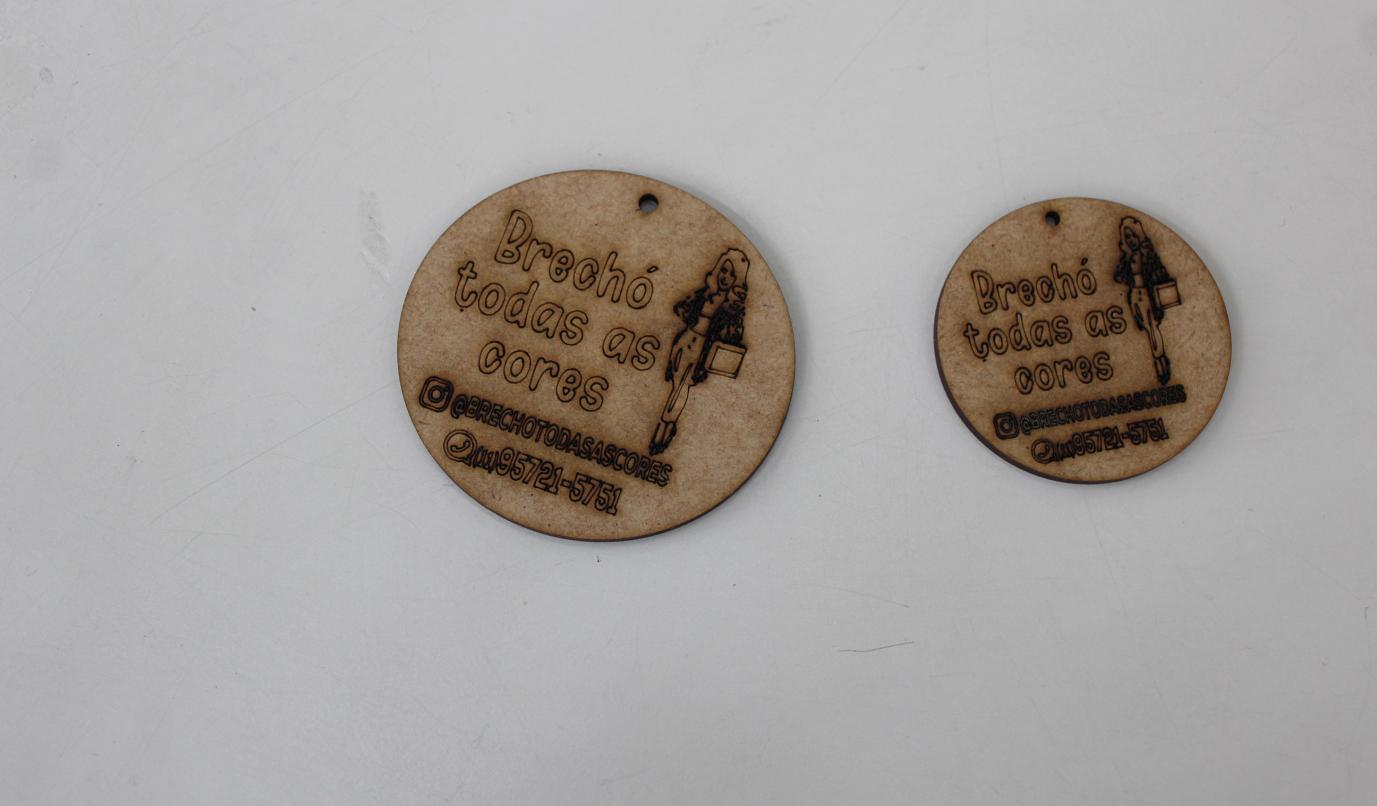 Brechó
todas as
cores
@BRECHOTODASASCORES
(11)95721-5751
Brechó
todas as
cores
@BRECHOTODASASCORES
(11)95721-5751